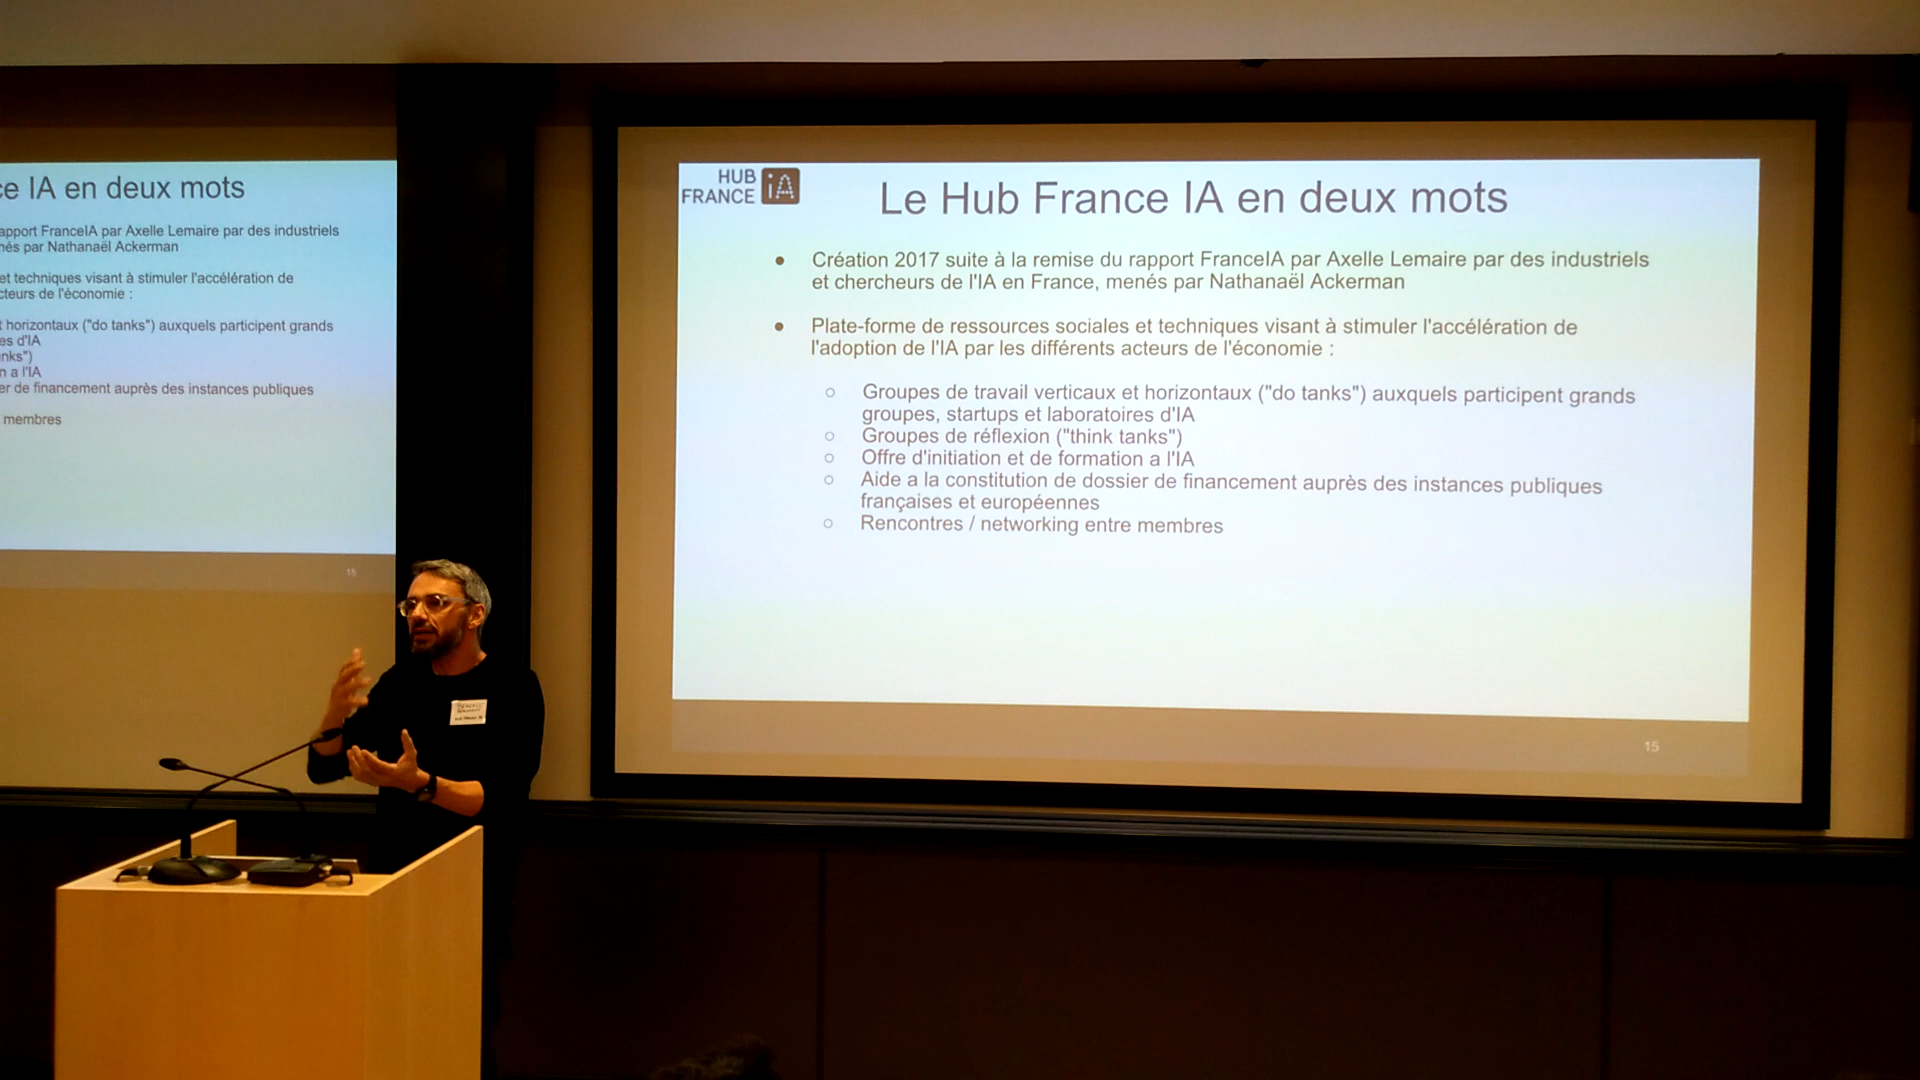 ce IA en deux mots
rapport FranceIA par Axelle Lemaire par des industriels
nés par Nathanaël Ackerman
et techniques visant à stimuler l'accélération de
cteurs de l'économie :
t horizontaux ("do tanks") auxquels participent grands
es d'IA
nks")
n a l'IA
er de financement auprès des instances publiques
membres
15
HUB
FRANCE iA
Le Hub France IA en deux mots
● Création 2017 suite à la remise du rapport FranceIA par Axelle Lemaire par des industriels
et chercheurs de l'IA en France, menés par Nathanaël Ackerman
● Plate-forme de ressources sociales et techniques visant à stimuler l'accélération de
l'adoption de l'IA par les différents acteurs de l'économie :
○ Groupes de travail verticaux et horizontaux ("do tanks") auxquels participent grands
groupes, startups et laboratoires d'IA
○ Groupes de réflexion ("think tanks")
○ Offre d'initiation et de formation a l'IA
○ Aide a la constitution de dossier de financement auprès des instances publiques
françaises et européennes
○ Rencontres / networking entre membres
15